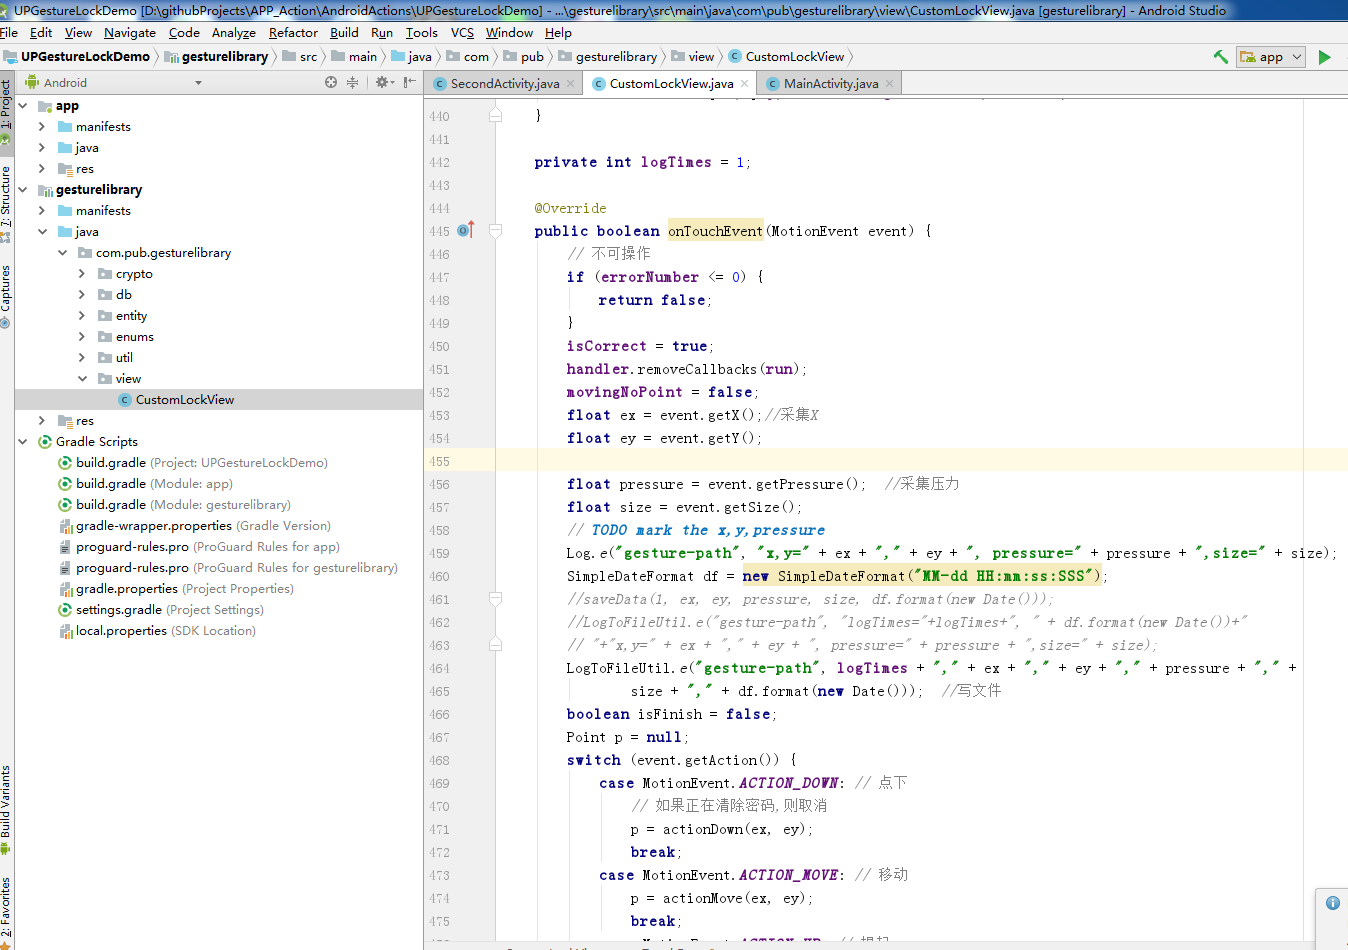 UPGestureLockDemo [D:\githubProjects\APP_Action\AndroidActions\UPGestureLockDemo] - ...\gesturelibrary\src\main\java\com\pub\gesturelibrary\view\CustomLockView.java [gesturelibrary] - Android Studio
File Edit View Navigate Code Analyze Refactor Build Run Tools VCS Window Help
UPGestureLockDemo gesturelibrary src main java com pub gesturelibrary view CustomLockView app
Android
SecondActivity.java CustomLockView.java MainActivity.java
1: Project
7: Structure
Captures
Build Variants
2: Favorites
app
manifests
java
res
gesturelibrary
manifests
java
com.pub.gesturelibrary
crypto
db
entity
enums
util
view
CustomLockView
res
Gradle Scripts
build.gradle (Project: UPGestureLockDemo)
build.gradle (Module: app)
build.gradle (Module: gesturelibrary)
gradle-wrapper.properties (Gradle Version)
proguard-rules.pro (ProGuard Rules for app)
proguard-rules.pro (ProGuard Rules for gesturelibrary)
gradle.properties (Project Properties)
settings.gradle (Project Settings)
local.properties (SDK Location)
440 }
441
442 private int logTimes = 1;
443
444 @Override
445 public boolean onTouchEvent(MotionEvent event) {
446 // 不可操作
447 if (errorNumber <= 0) {
448 return false;
449 }
450 isCorrect = true;
451 handler.removeCallbacks(run);
452 movingNoPoint = false;
453 float ex = event.getX();//采集X
454 float ey = event.getY();
455
456 float pressure = event.getPressure(); //采集压力
457 float size = event.getSize();
458 // TODO mark the x,y,pressure
459 Log.e("gesture-path", "x,y=" + ex + "," + ey + ", pressure=" + pressure + ",size=" + size);
460 SimpleDateFormat df = new SimpleDateFormat("MM-dd HH:mm:ss:SSS");
461 //saveData(1, ex, ey, pressure, size, df.format(new Date()));
462 //LogToFileUtil.e("gesture-path", "logTimes="+logTimes+", " + df.format(new Date())+"
463 // "+"x,y=" + ex + "," + ey + ", pressure=" + pressure + ",size=" + size);
464 LogToFileUtil.e("gesture-path", logTimes + "," + ex + "," + ey + "," + pressure + "," +
465 size + "," + df.format(new Date())); //写文件
466 boolean isFinish = false;
467 Point p = null;
468 switch (event.getAction()) {
469 case MotionEvent.ACTION_DOWN: // 点下
470 // 如果正在清除密码,则取消
471 p = actionDown(ex, ey);
472 break;
473 case MotionEvent.ACTION_MOVE: // 移动
474 p = actionMove(ex, ey);
475 break;